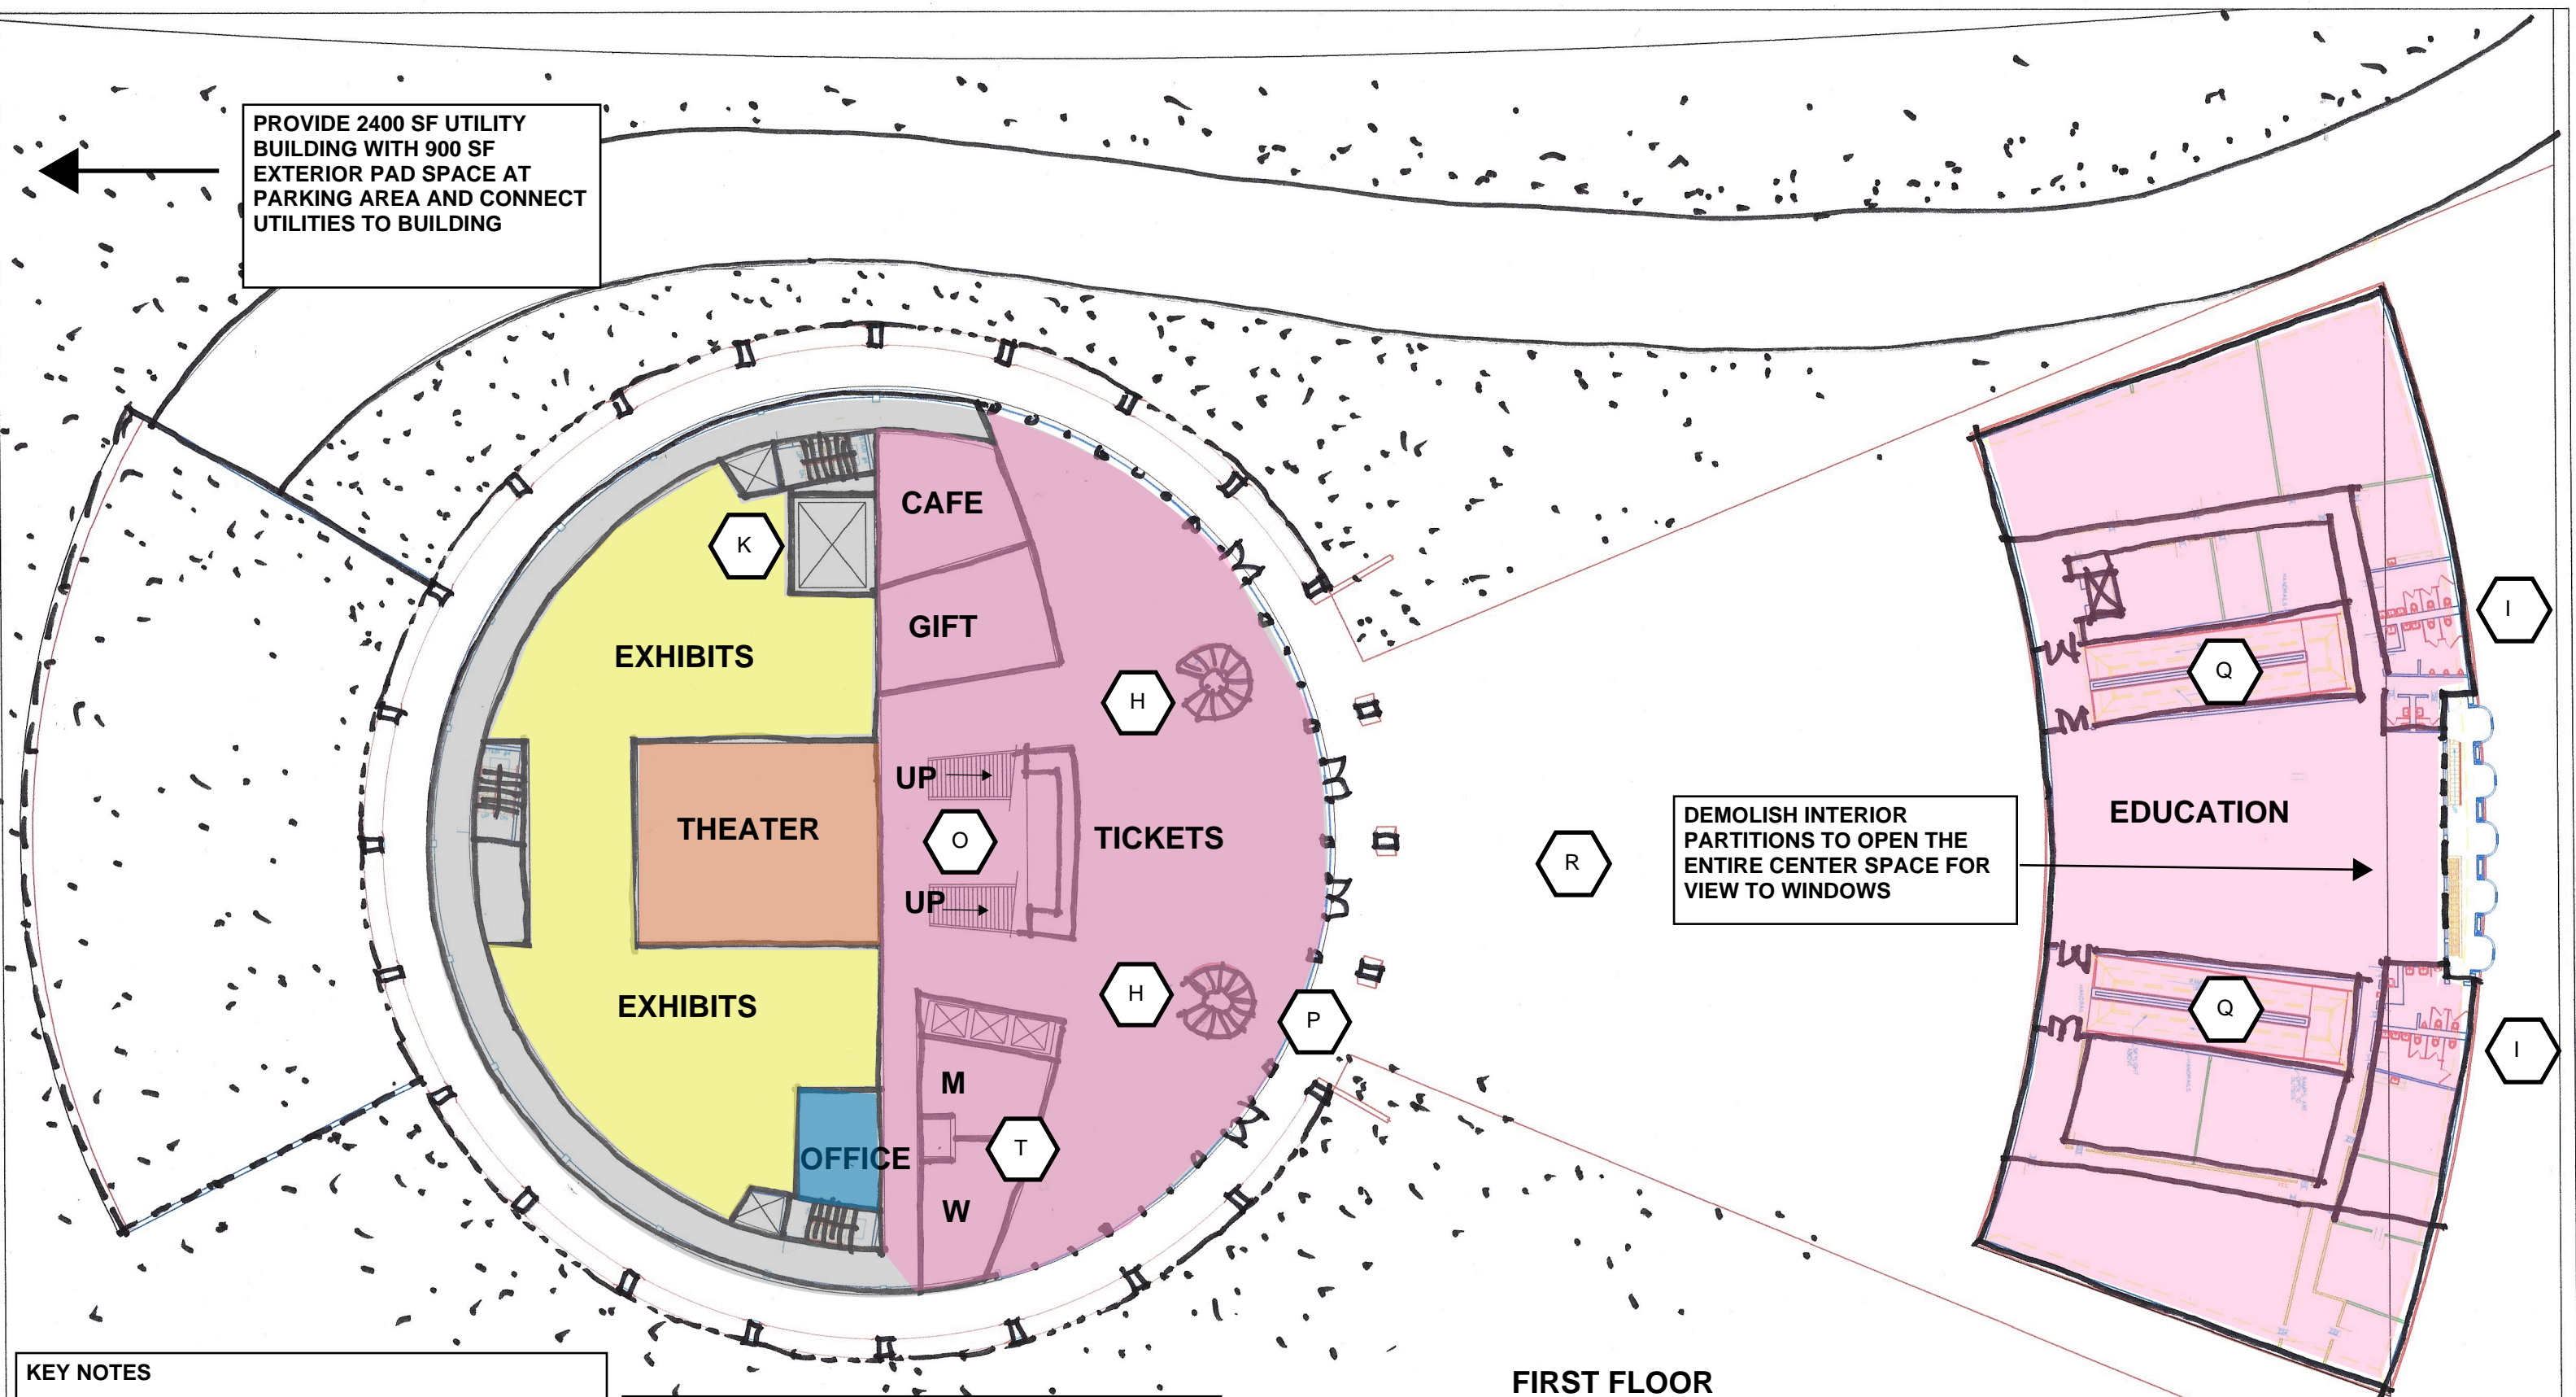 PROVIDE 2400 SF UTILITY
BUILDING WITH 900 SF
EXTERIOR PAD SPACE AT
PARKING AREA AND CONNECT
UTILITIES TO BUILDING
CAFE
K
GIFT
EXHIBITS
H
I
Q
UP
THEATER
O
TICKETS
R
DEMOLISH INTERIOR
PARTITIONS TO OPEN THE
ENTIRE CENTER SPACE FOR
VIEW TO WINDOWS
EDUCATION
UP
EXHIBITS
H
P
Q
I
M
T
OFFICE
W
KEY NOTES
FIRST FLOOR